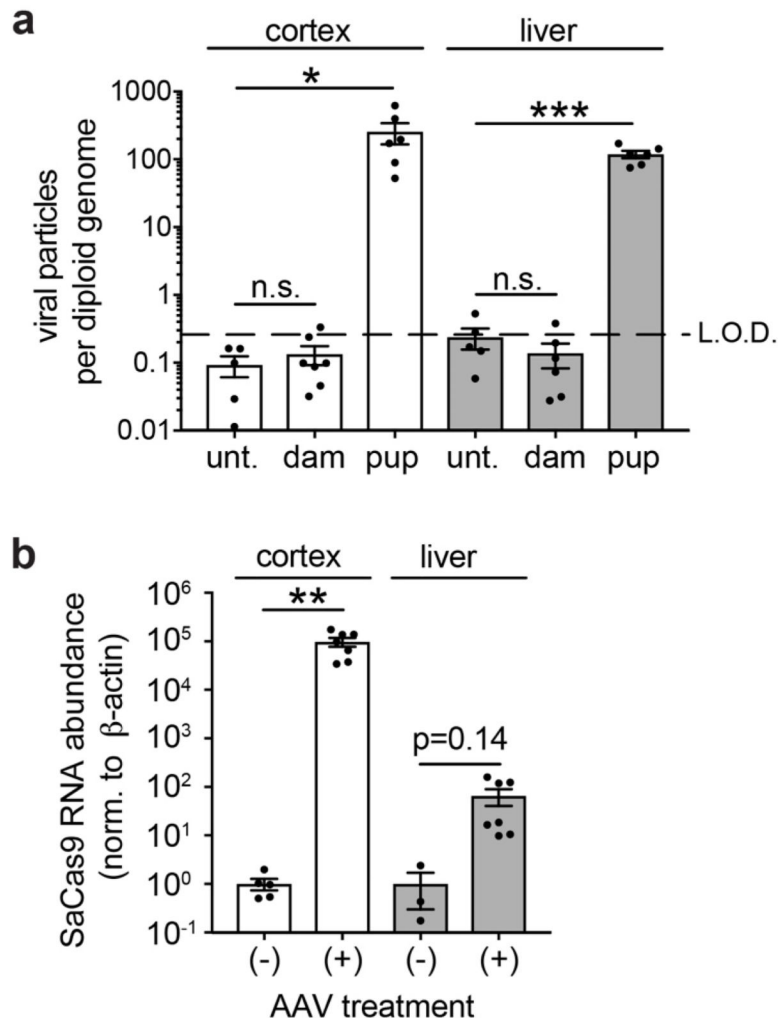 a
cortex liver
* ***
viral particles
per diploid genome
1000
100
10
1
0.1
0.01
n.s. n.s.
L.O.D.
unt. dam pup unt. dam pup
b
cortex liver
**
p=0.14
SaCas9 RNA abundance
(norm. to β-actin)
10⁶
10⁵
10⁴
10³
10²
10¹
10⁰
10⁻¹
(-) (+) (-) (+)
AAV treatment